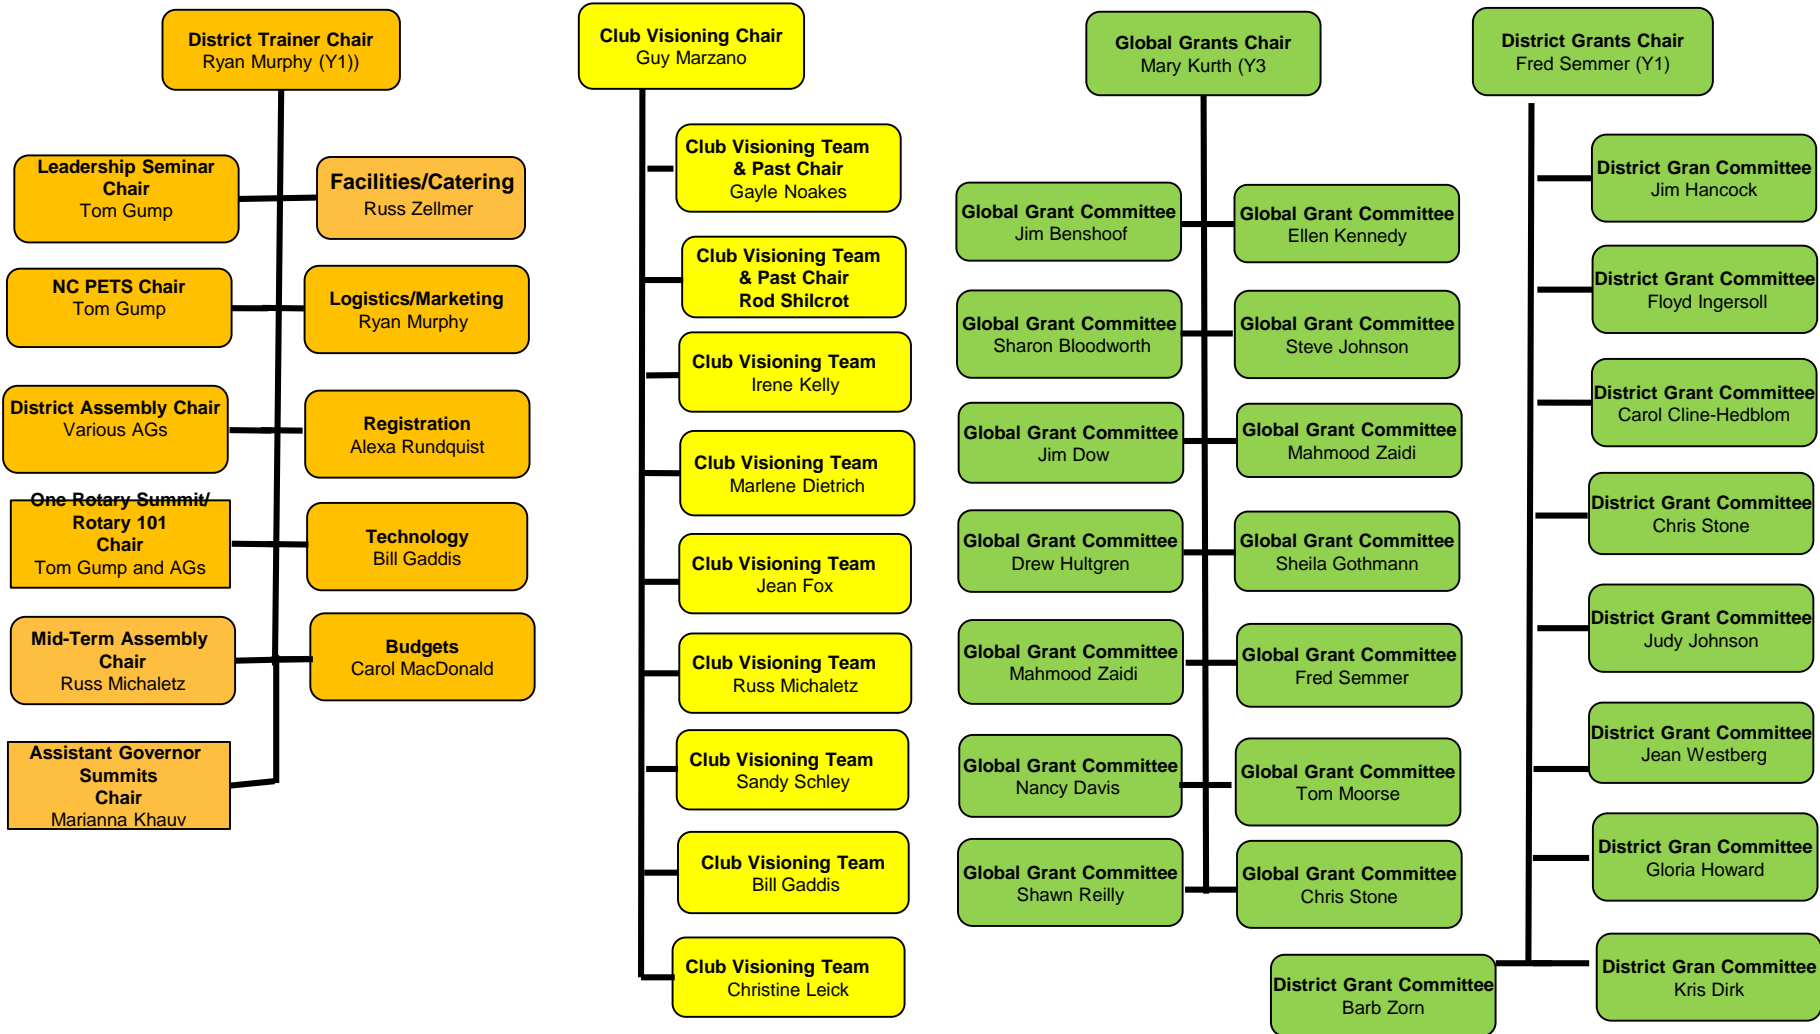 District Trainer Chair
Ryan Murphy (Y1))
Leadership Seminar
Chair
Tom Gump
Facilities/Catering
Russ Zellmer
NC PETS Chair
Tom Gump
Logistics/Marketing
Ryan Murphy
District Assembly Chair
Various AGs
Registration
Alexa Rundquist
One Rotary Summit/
Rotary 101
Chair
Tom Gump and AGs
Technology
Bill Gaddis
Mid-Term Assembly
Chair
Russ Michaletz
Budgets
Carol MacDonald
Assistant Governor
Summits
Chair
Marianna Khauv
Club Visioning Chair
Guy Marzano
Club Visioning Team
& Past Chair
Gayle Noakes
Club Visioning Team
& Past Chair
Rod Shilcrot
Club Visioning Team
Irene Kelly
Club Visioning Team
Marlene Dietrich
Club Visioning Team
Jean Fox
Club Visioning Team
Russ Michaletz
Club Visioning Team
Sandy Schley
Club Visioning Team
Bill Gaddis
Club Visioning Team
Christine Leick
Global Grants Chair
Mary Kurth (Y3
Global Grant Committee
Jim Benshoof
Global Grant Committee
Ellen Kennedy
Global Grant Committee
Sharon Bloodworth
Global Grant Committee
Steve Johnson
Global Grant Committee
Jim Dow
Global Grant Committee
Mahmood Zaidi
Global Grant Committee
Drew Hultgren
Global Grant Committee
Sheila Gothmann
Global Grant Committee
Mahmood Zaidi
Global Grant Committee
Fred Semmer
Global Grant Committee
Nancy Davis
Global Grant Committee
Tom Moorse
Global Grant Committee
Shawn Reilly
Global Grant Committee
Chris Stone
District Grants Chair
Fred Semmer (Y1)
District Gran Committee
Jim Hancock
District Grant Committee
Floyd Ingersoll
District Grant Committee
Carol Cline-Hedblom
District Grant Committee
Chris Stone
District Grant Committee
Judy Johnson
District Grant Committee
Jean Westberg
District Gran Committee
Gloria Howard
District Grant Committee
Barb Zorn
District Gran Committee
Kris Dirk